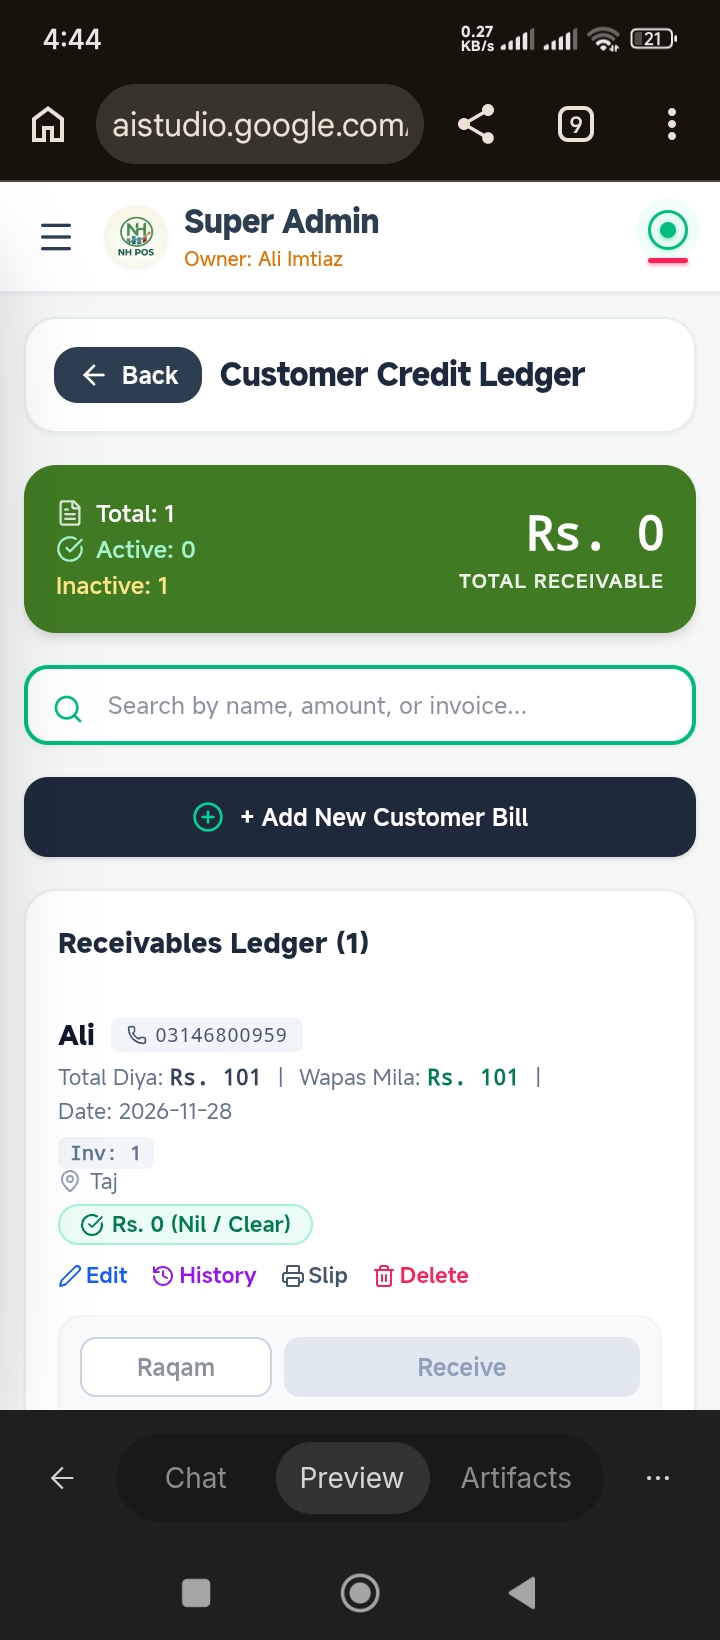 4:44
0.27
KB/s
21
aistudio.google.com/
9
Super Admin
NH
NH POS
Owner: Ali Imtiaz
Back
Customer Credit Ledger
Total: 1
Active: 0
Inactive: 1
Rs. 0
TOTAL RECEIVABLE
Search by name, amount, or invoice...
+ Add New Customer Bill
Receivables Ledger (1)
Ali
03146800959
Total Diya: Rs. 101 | Wapas Mila: Rs. 101 |
Date: 2026-11-28
Inv: 1
Taj
Rs. 0 (Nil / Clear)
Edit
History
Slip
Delete
Raqam
Receive
Chat
Preview
Artifacts